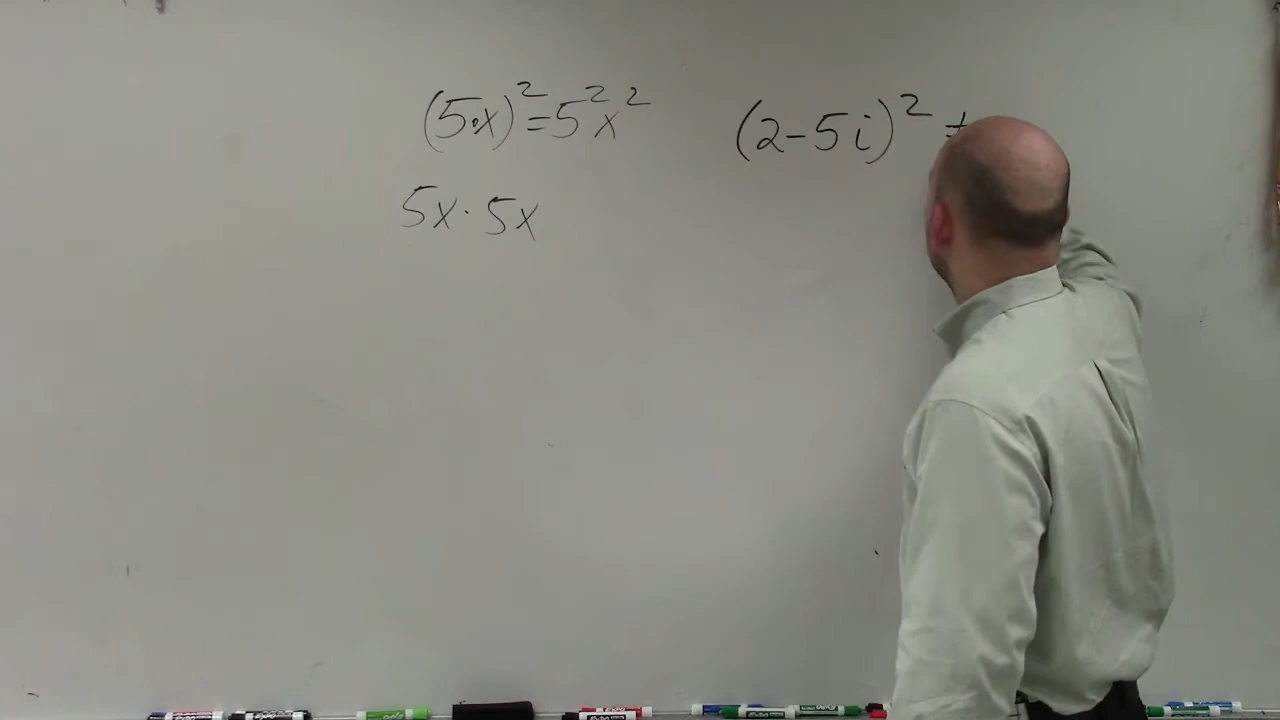 (5·x)² = 5²x²
(2-5i)² ≠
5x · 5x